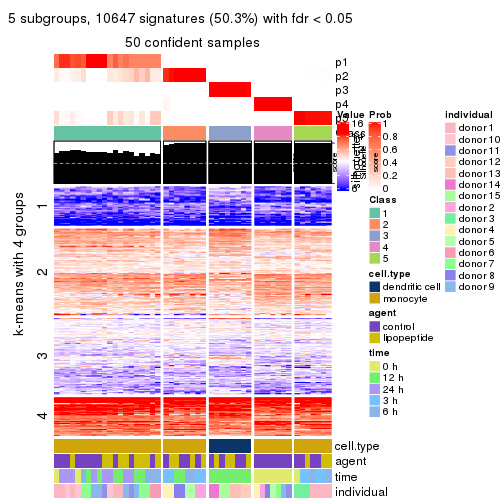 5 subgroups, 10647 signatures (50.3%) with fdr < 0.05
50 confident samples
p1
p2
p3
p4
k-means with 4 groups
1
2
3
4
cell.type
agent
time
individual
Value
16
6
Prob
1
0.8
0.6
0.4
0.2
0
Class
1
2
3
4
5
cell.type
dendritic cell
monocyte
agent
control
lipopeptide
time
0 h
12 h
24 h
3 h
6 h
individual
donor 1
donor 10
donor 11
donor 12
donor 13
donor 14
donor 15
donor 2
donor 3
donor 4
donor 5
donor 6
donor 7
donor 8
donor 9